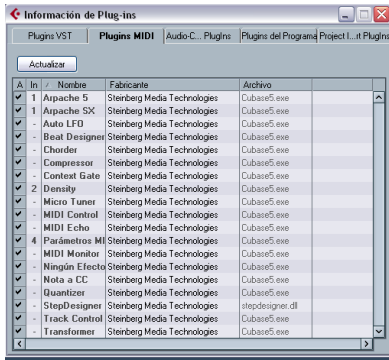 Información de Plug-ins
Plugins VST Plugins MIDI Audio-C... PlugIns Plugins del Programa Project I...rt PlugIns
Actualizar
A In Nombre Fabricante Archivo
1 Arpache 5 Steinberg Media Technologies Cubase5.exe
1 Arpache SX Steinberg Media Technologies Cubase5.exe
- Auto LFO Steinberg Media Technologies Cubase5.exe
- Beat Designer Steinberg Media Technologies Cubase5.exe
- Chorder Steinberg Media Technologies Cubase5.exe
- Compressor Steinberg Media Technologies Cubase5.exe
- Context Gate Steinberg Media Technologies Cubase5.exe
2 Density Steinberg Media Technologies Cubase5.exe
- Micro Tuner Steinberg Media Technologies Cubase5.exe
- MIDI Control Steinberg Media Technologies Cubase5.exe
- MIDI Echo Steinberg Media Technologies Cubase5.exe
4 Parámetros MI Steinberg Media Technologies Cubase5.exe
- MIDI Monitor Steinberg Media Technologies Cubase5.exe
- Ningún Efecto Steinberg Media Technologies Cubase5.exe
- Nota a CC Steinberg Media Technologies Cubase5.exe
- Quantizer Steinberg Media Technologies Cubase5.exe
- StepDesigner Steinberg Media Technologies stepdesigner.dll
- Track Control Steinberg Media Technologies Cubase5.exe
- Transformer Steinberg Media Technologies Cubase5.exe